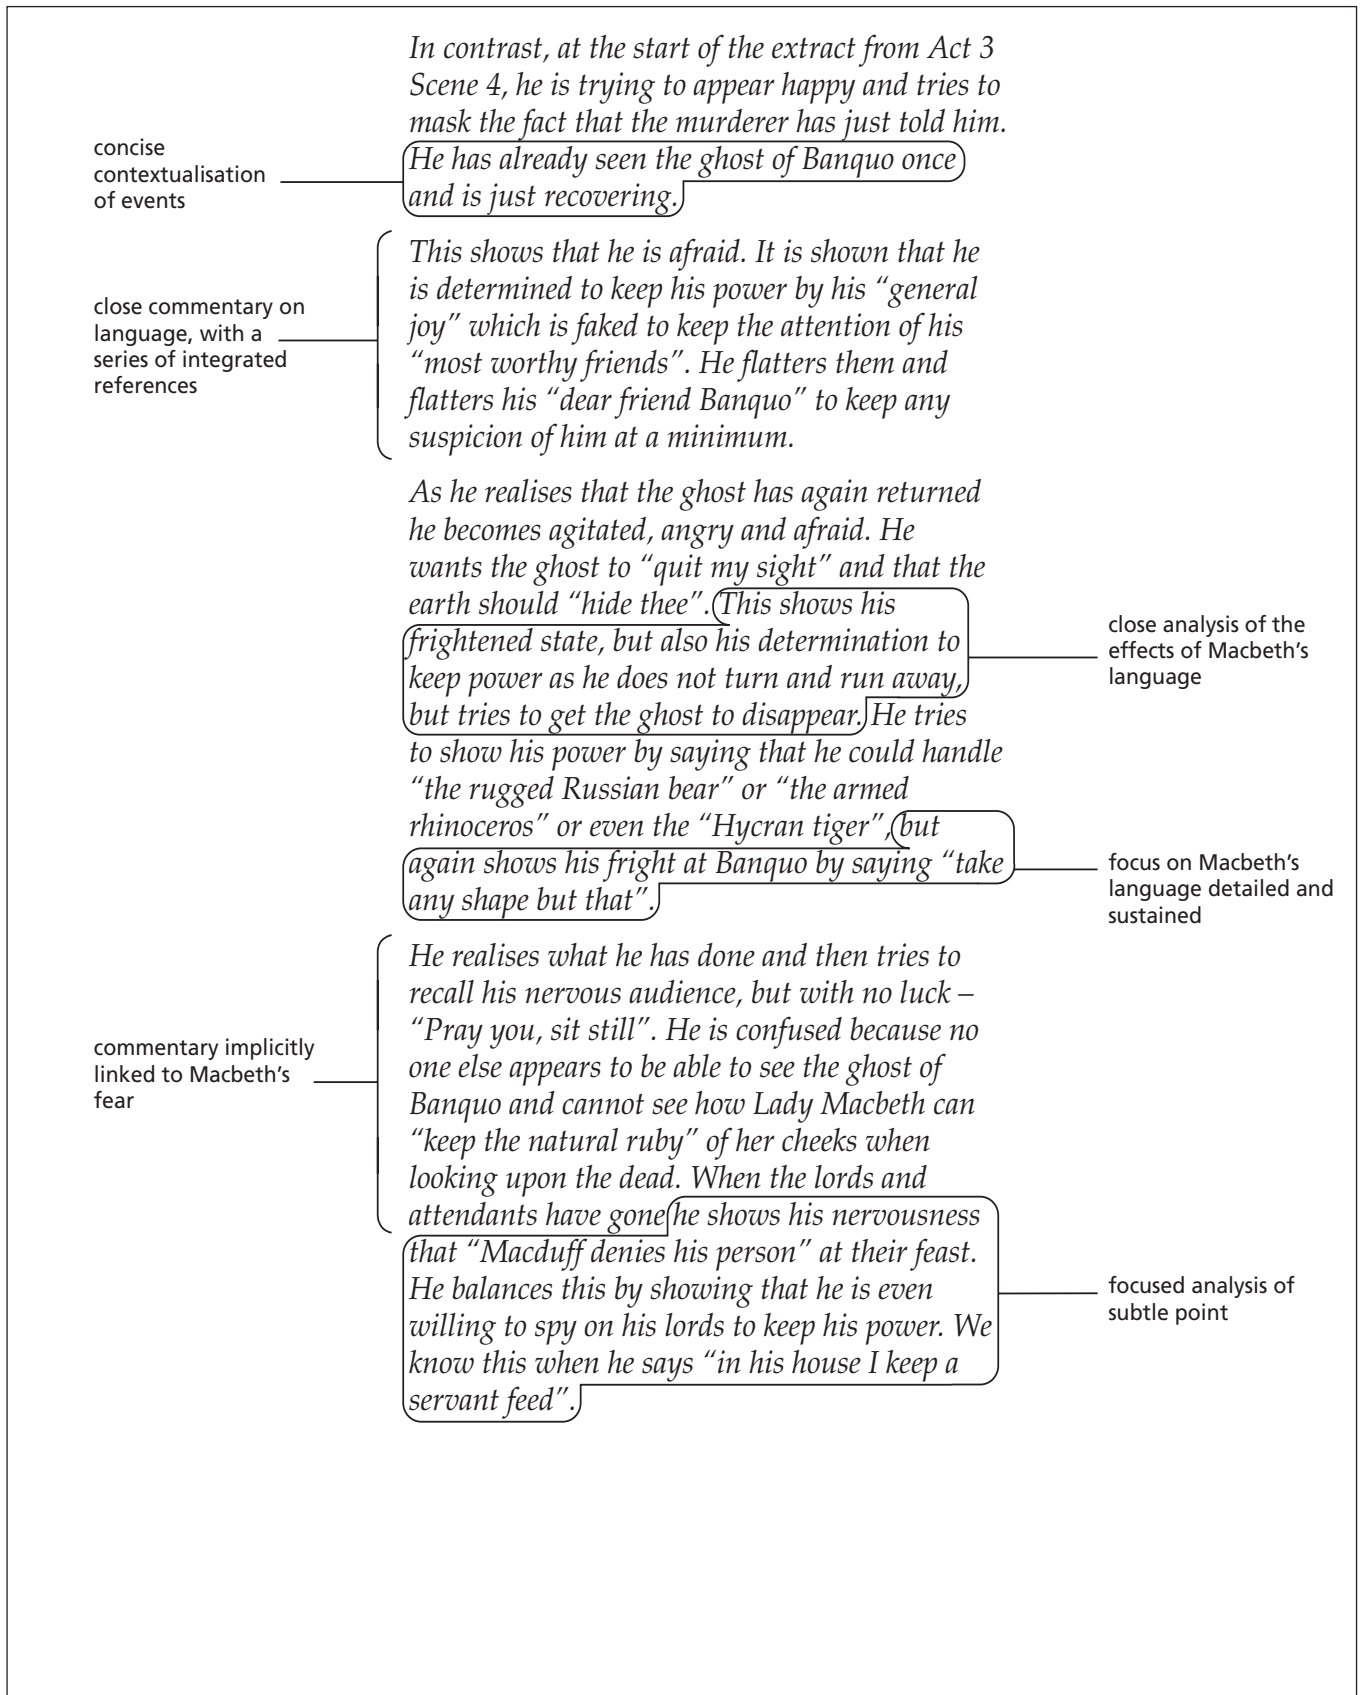 In contrast, at the start of the extract from Act 3
Scene 4, he is trying to appear happy and tries to
mask the fact that the murderer has just told him.
concise
contextualisation
of events
He has already seen the ghost of Banquo once
and is just recovering.
close commentary on
language, with a
series of integrated
references
This shows that he is afraid. It is shown that he
is determined to keep his power by his “general
joy” which is faked to keep the attention of his
“most worthy friends”. He flatters them and
flatters his “dear friend Banquo” to keep any
suspicion of him at a minimum.
As he realises that the ghost has again returned
he becomes agitated, angry and afraid. He
wants the ghost to “quit my sight” and that the
earth should “hide thee”. This shows his
frightened state, but also his determination to
keep power as he does not turn and run away,
but tries to get the ghost to disappear. He tries
close analysis of the
effects of Macbeth’s
language
to show his power by saying that he could handle
“the rugged Russian bear” or “the armed
rhinoceros” or even the “Hycran tiger”, but
again shows his fright at Banquo by saying “take
any shape but that”.
focus on Macbeth’s
language detailed and
sustained
commentary implicitly
linked to Macbeth’s
fear
He realises what he has done and then tries to
recall his nervous audience, but with no luck –
“Pray you, sit still”. He is confused because no
one else appears to be able to see the ghost of
Banquo and cannot see how Lady Macbeth can
“keep the natural ruby” of her cheeks when
looking upon the dead. When the lords and
attendants have gone he shows his nervousness
that “Macduff denies his person” at their feast.
He balances this by showing that he is even
willing to spy on his lords to keep his power. We
know this when he says “in his house I keep a
servant feed”.
focused analysis of
subtle point